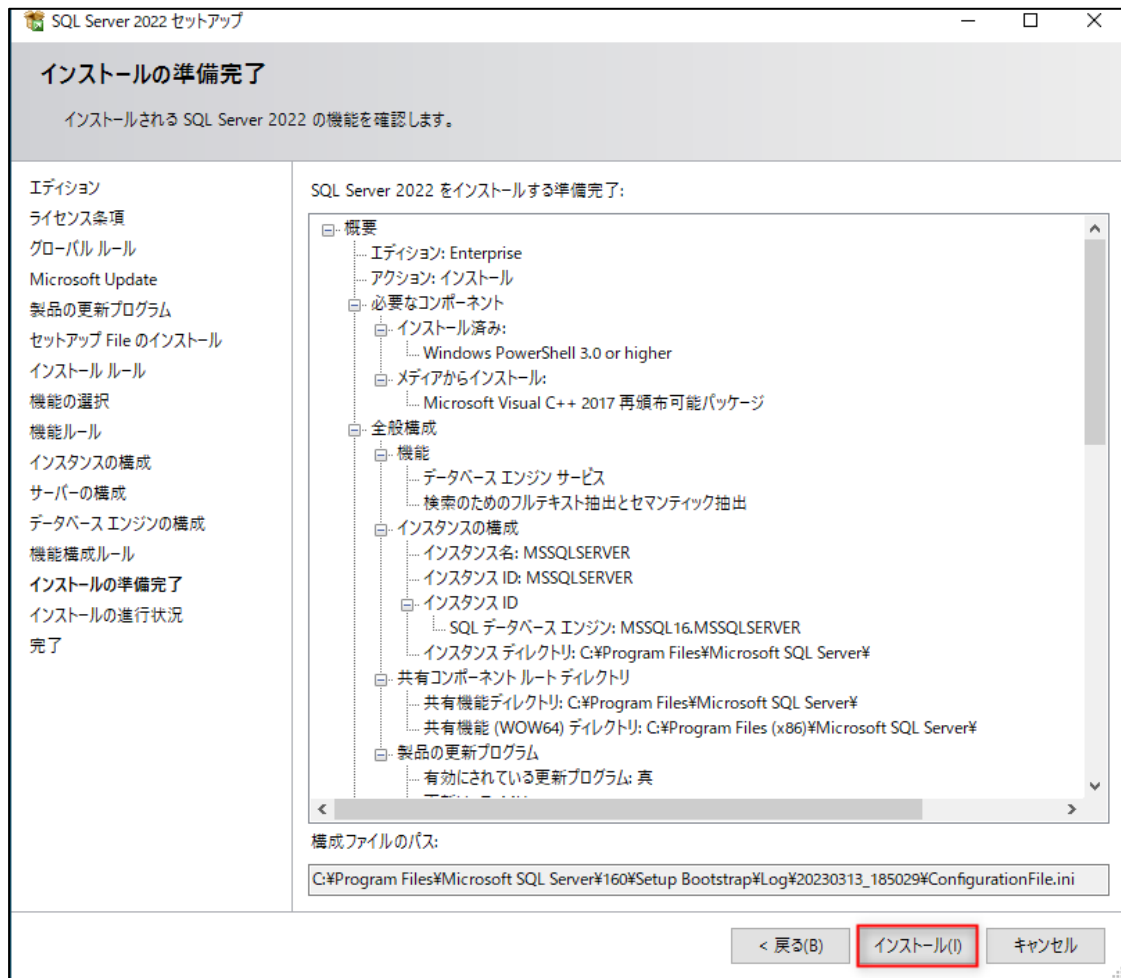 SQL Server 2022 セットアップ
インストールの準備完了
インストールされる SQL Server 2022 の機能を確認します。
エディション
ライセンス条項
グローバル ルール
Microsoft Update
製品の更新プログラム
セットアップ File のインストール
インストール ルール
機能の選択
機能ルール
インスタンスの構成
サーバーの構成
データベース エンジンの構成
機能構成ルール
インストールの準備完了
インストールの進行状況
完了
SQL Server 2022 をインストールする準備完了:
概要
エディション: Enterprise
アクション: インストール
必要なコンポーネント
インストール済み:
Windows PowerShell 3.0 or higher
メディアからインストール:
Microsoft Visual C++ 2017 再頒布可能パッケージ
全般構成
機能
データベース エンジン サービス
検索のためのフルテキスト抽出とセマンティック抽出
インスタンスの構成
インスタンス名: MSSQLSERVER
インスタンス ID: MSSQLSERVER
インスタンス ID
SQL データベース エンジン: MSSQL16.MSSQLSERVER
インスタンス ディレクトリ: C:¥Program Files¥Microsoft SQL Server¥
共有コンポーネント ルート ディレクトリ
共有機能ディレクトリ: C:¥Program Files¥Microsoft SQL Server¥
共有機能 (WOW64) ディレクトリ: C:¥Program Files (x86)¥Microsoft SQL Server¥
製品の更新プログラム
有効にされている更新プログラム: 真
構成ファイルのパス:
C:¥Program Files¥Microsoft SQL Server¥160¥Setup Bootstrap¥Log¥20230313_185029¥ConfigurationFile.ini
< 戻る(B) インストール(I) キャンセル